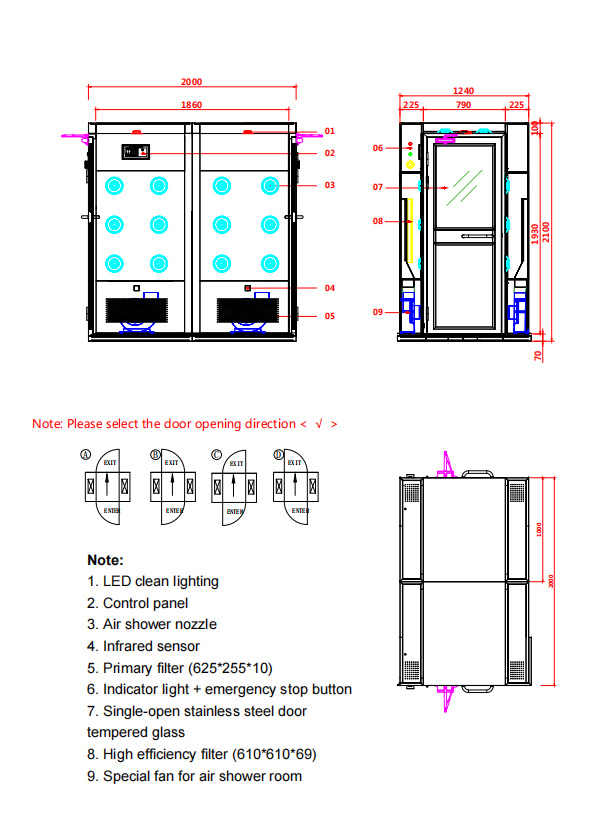 2000
1860
01
02
03
04
05
1240
225 790 225
100
06
07
08
09
1930
2100
70
Note: Please select the door opening direction < √ >
A B C D
EXIT EXIT EXIT EXIT
ENTER ENTER ENTER ENTER
1000
2000
Note:
1. LED clean lighting
2. Control panel
3. Air shower nozzle
4. Infrared sensor
5. Primary filter (625*255*10)
6. Indicator light + emergency stop button
7. Single-open stainless steel door
tempered glass
8. High efficiency filter (610*610*69)
9. Special fan for air shower room